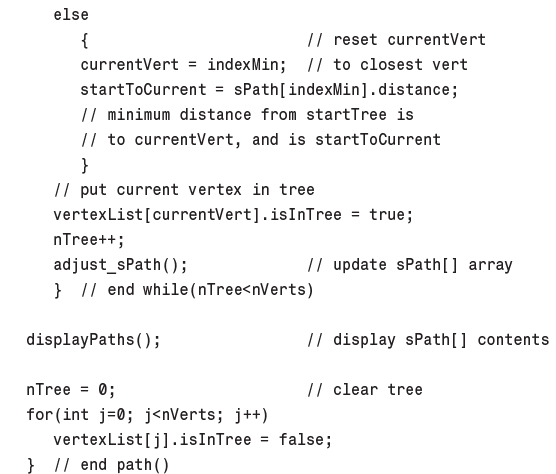 else
{ // reset currentVert
currentVert = indexMin; // to closest vert
startToCurrent = sPath[indexMin].distance;
// minimum distance from startTree is
// to currentVert, and is startToCurrent
}
// put current vertex in tree
vertexList[currentVert].isInTree = true;
nTree++;
adjust_sPath(); // update sPath[] array
} // end while(nTree<nVerts)
displayPaths(); // display sPath[] contents
nTree = 0; // clear tree
for(int j=0; j<nVerts; j++)
vertexList[j].isInTree = false;
} // end path()